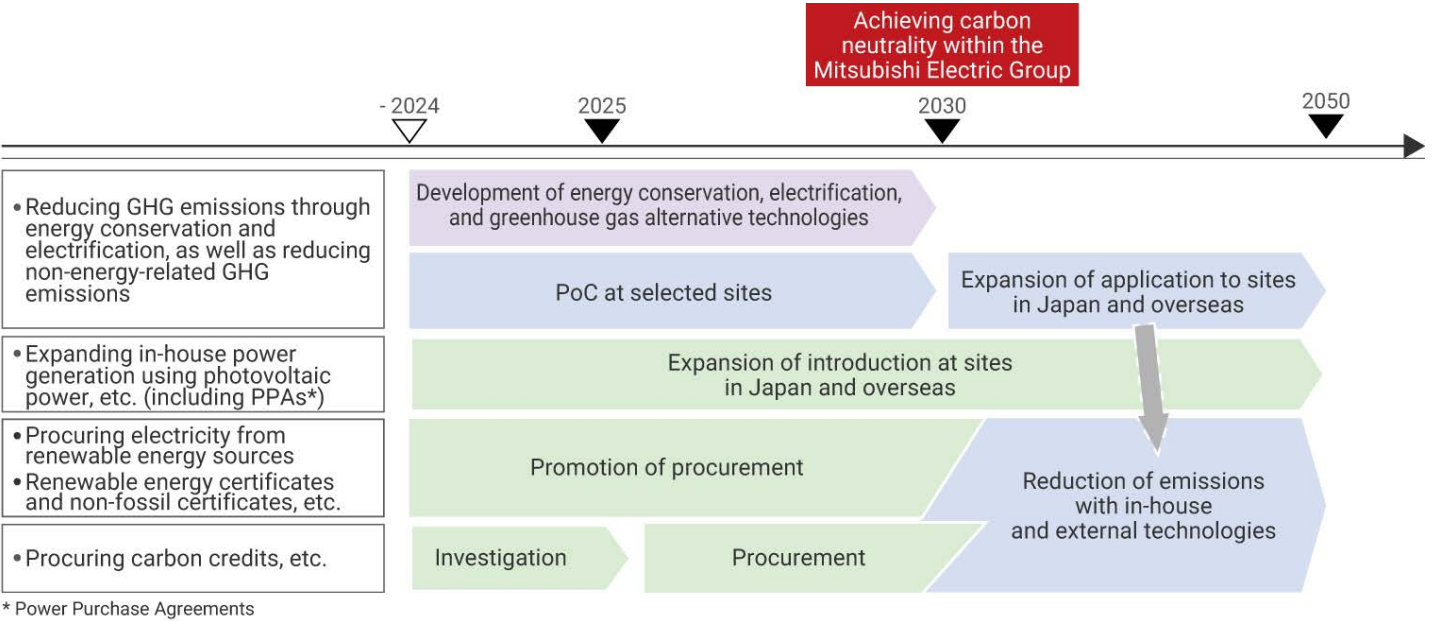 Achieving carbon
neutrality within the
Mitsubishi Electric Group
- 2024
2025
2030
2050
• Reducing GHG emissions through
energy conservation and
electrification, as well as reducing
non-energy-related GHG
emissions
Development of energy conservation, electrification,
and greenhouse gas alternative technologies
PoC at selected sites
Expansion of application to sites
in Japan and overseas
• Expanding in-house power
generation using photovoltaic
power, etc. (including PPAs*)
Expansion of introduction at sites
in Japan and overseas
• Procuring electricity from
renewable energy sources
• Renewable energy certificates
and non-fossil certificates, etc.
Promotion of procurement
Reduction of emissions
with in-house
and external technologies
• Procuring carbon credits, etc.
Investigation
Procurement
* Power Purchase Agreements